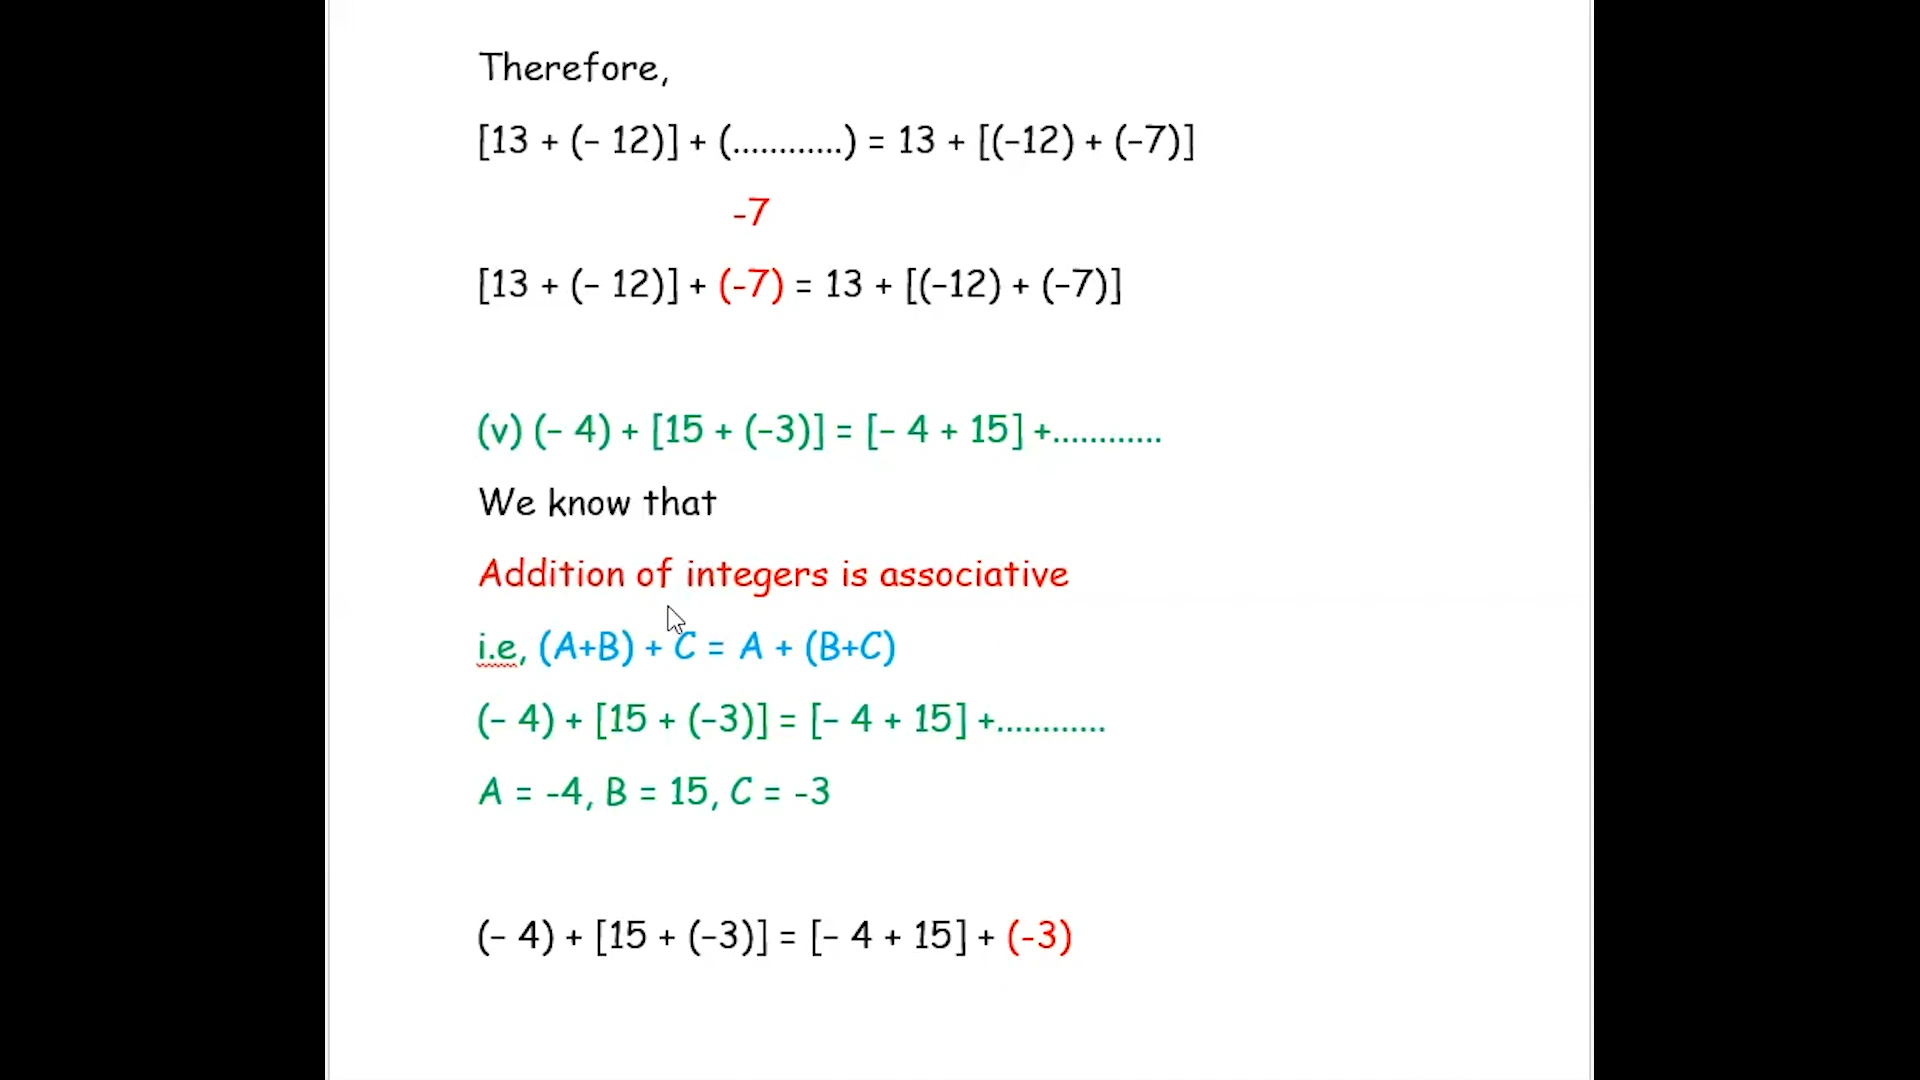 Therefore,
[13 + (– 12)] + (............) = 13 + [(–12) + (–7)]
-7
[13 + (– 12)] + (-7) = 13 + [(–12) + (–7)]
(v) (– 4) + [15 + (–3)] = [– 4 + 15] +............
We know that
Addition of integers is associative
i.e, (A+B) + C = A + (B+C)
(– 4) + [15 + (–3)] = [– 4 + 15] +............
A = -4, B = 15, C = -3
(– 4) + [15 + (–3)] = [– 4 + 15] + (-3)